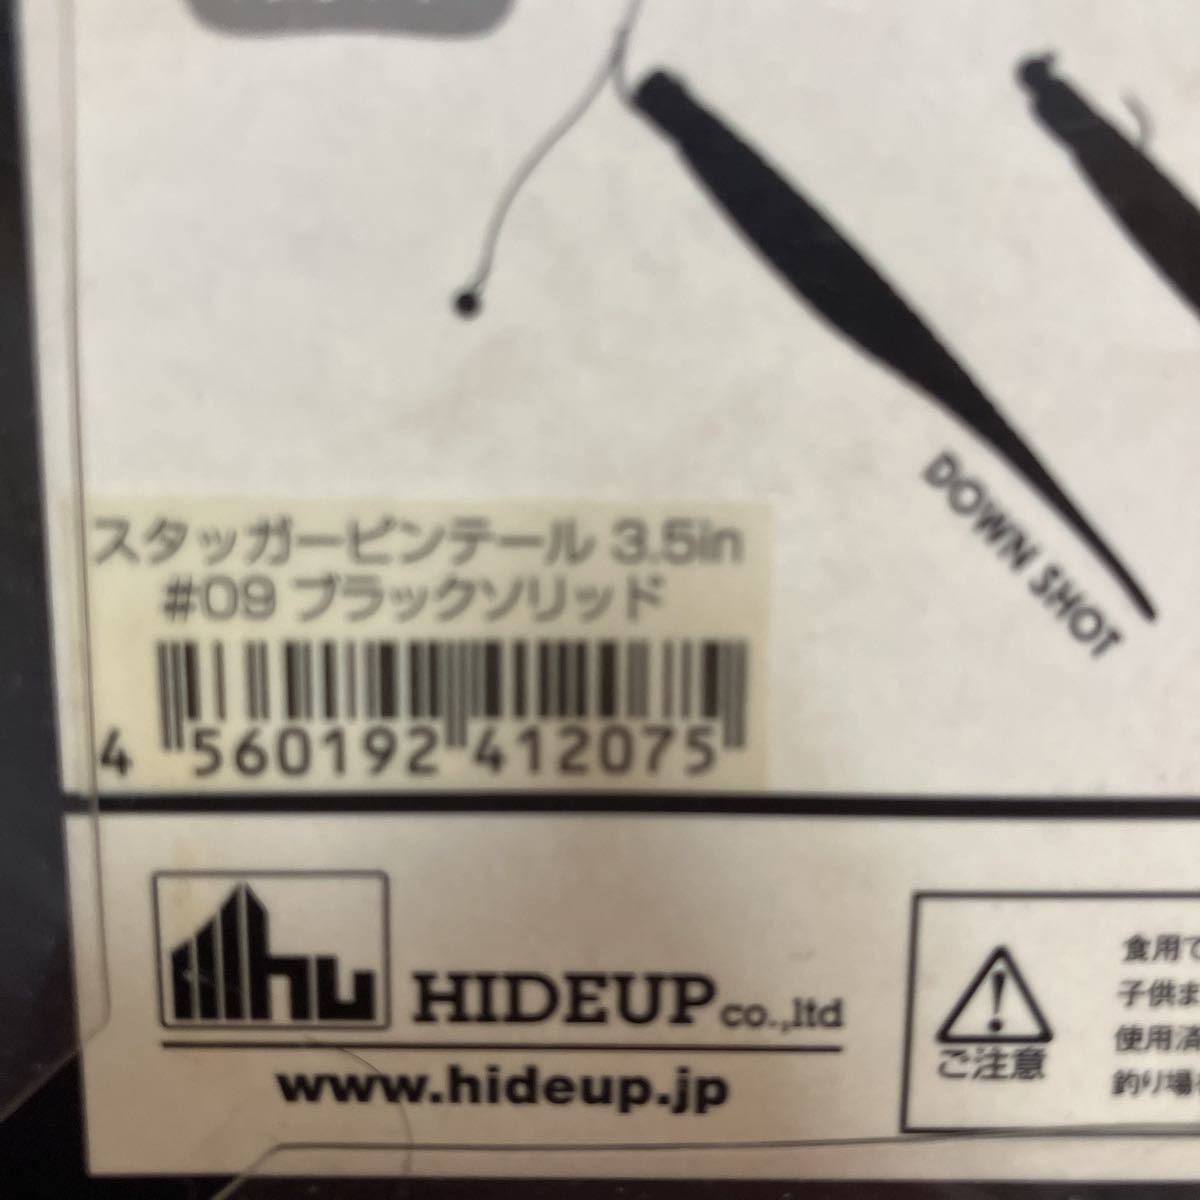 DOWN SHOT
スタッガーピンテール 3.5in
#09 ブラックソリッド
4 560192 412075
hu HIDEUP co.,ltd
www.hideup.jp
ご注意
食用で
子供ま
使用済
釣り場